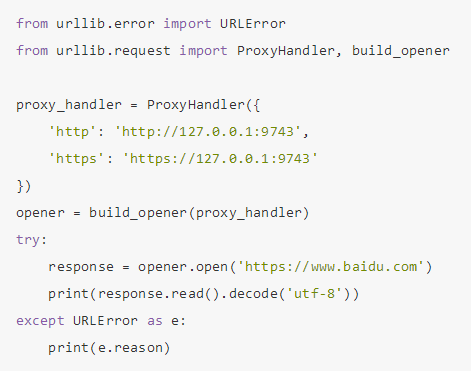 from urllib.error import URLError
from urllib.request import ProxyHandler, build_opener

proxy_handler = ProxyHandler({
    'http': 'http://127.0.0.1:9743',
    'https': 'https://127.0.0.1:9743'
})
opener = build_opener(proxy_handler)
try:
    response = opener.open('https://www.baidu.com')
    print(response.read().decode('utf-8'))
except URLError as e:
    print(e.reason)